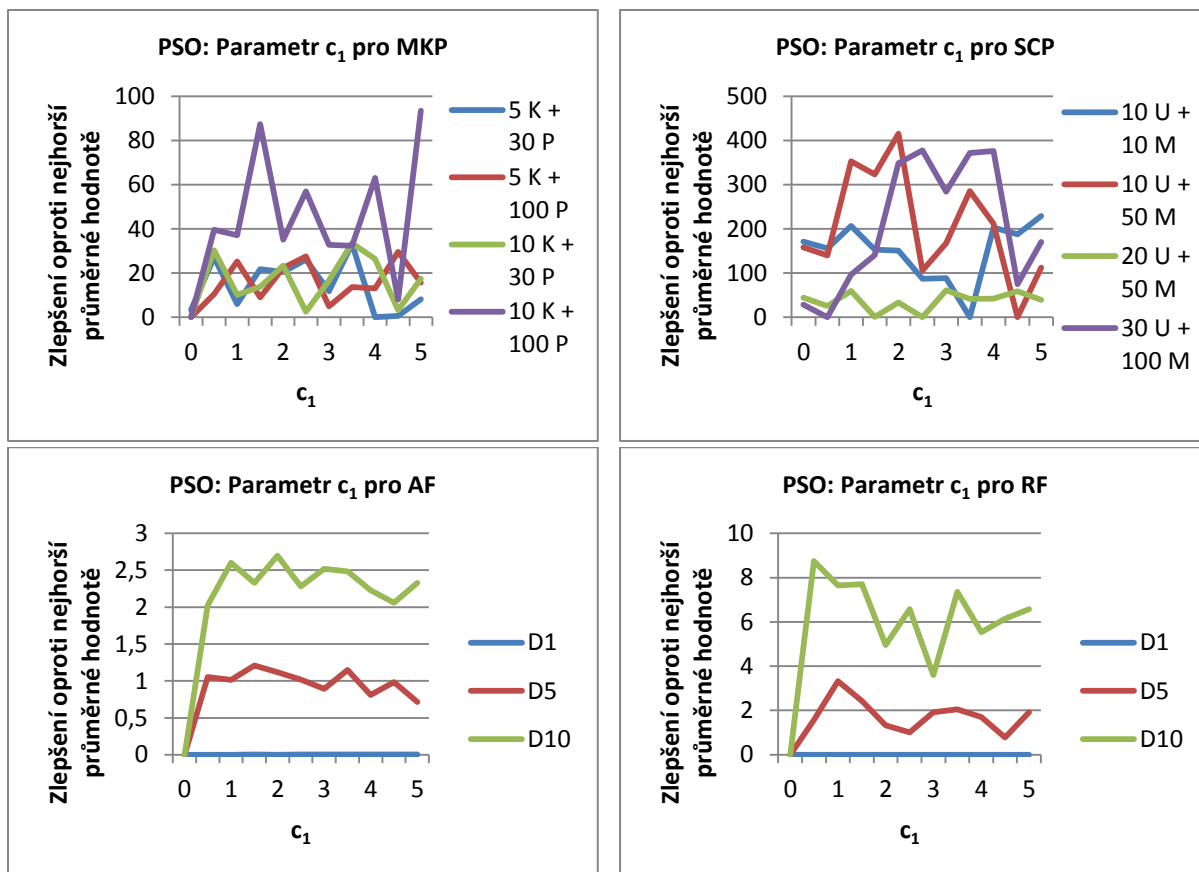 PSO: Parametr c₁ pro MKP
Zlepšení oproti nejhorší
průměrné hodnotě
100
80
60
40
20
0
0 1 2 3 4 5
c₁
5 K +
30 P
5 K +
100 P
10 K +
30 P
10 K +
100 P
PSO: Parametr c₁ pro SCP
Zlepšení oproti nejhorší
průměrné hodnotě
500
400
300
200
100
0
0 1 2 3 4 5
c₁
10 U +
10 M
10 U +
50 M
20 U +
50 M
30 U +
100 M
PSO: Parametr c₁ pro AF
Zlepšení oproti nejhorší
průměrné hodnotě
3
2,5
2
1,5
1
0,5
0
0 1 2 3 4 5
c₁
D1
D5
D10
PSO: Parametr c₁ pro RF
Zlepšení oproti nejhorší
průměrné hodnotě
10
8
6
4
2
0
0 1 2 3 4 5
c₁
D1
D5
D10